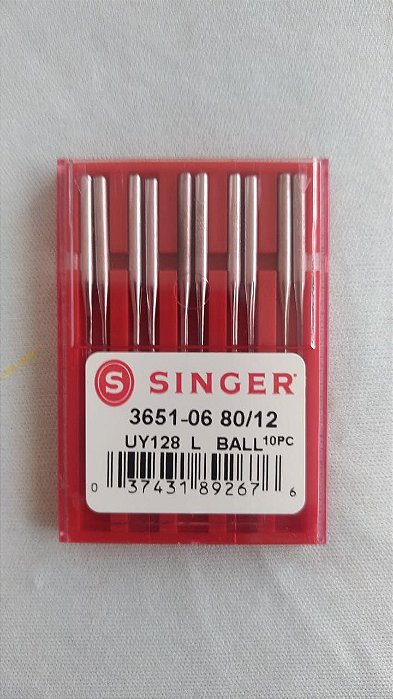 S SINGER®
3651-06 80/12
UY128 L BALL 10PC
0 37431 89267 6